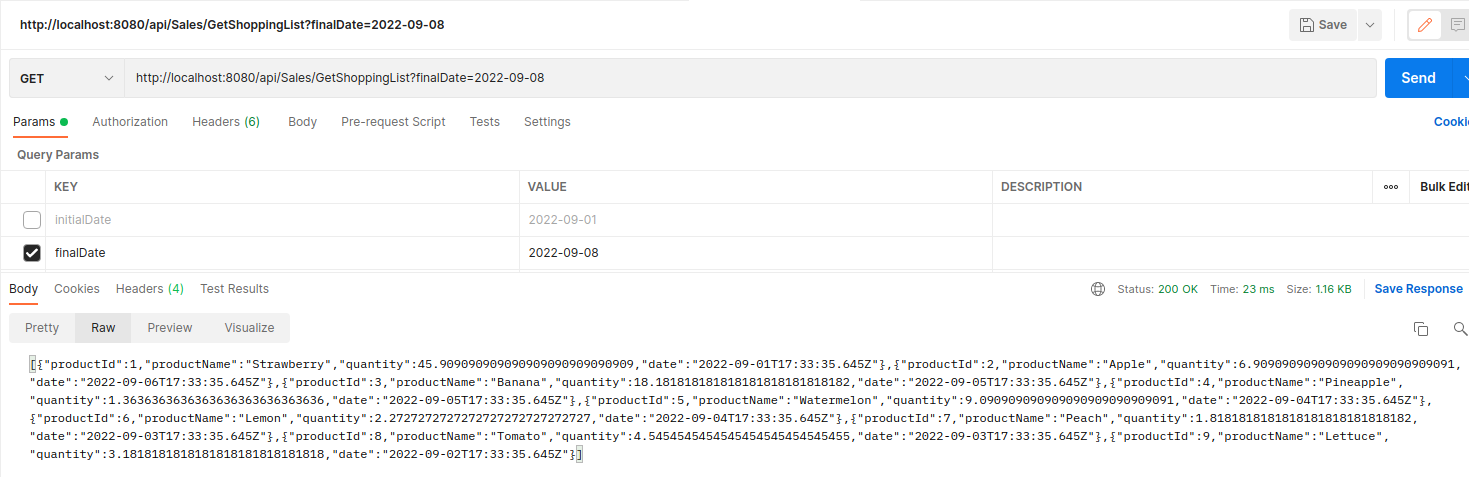 http://localhost:8080/api/Sales/GetShoppingList?finalDate=2022-09-08 Save
GET http://localhost:8080/api/Sales/GetShoppingList?finalDate=2022-09-08 Send
Params Authorization Headers (6) Body Pre-request Script Tests Settings Cookie
Query Params
KEY VALUE DESCRIPTION ooo Bulk Edit
initialDate 2022-09-01
finalDate 2022-09-08
Body Cookies Headers (4) Test Results Status: 200 OK Time: 23 ms Size: 1.16 KB Save Response
Pretty Raw Preview Visualize
[{"productId":1,"productName":"Strawberry","quantity":45.909090909090909090909090909,"date":"2022-09-01T17:33:35.645Z"},{"productId":2,"productName":"Apple","quantity":6.9090909090909090909090909091,
"date":"2022-09-06T17:33:35.645Z"},{"productId":3,"productName":"Banana","quantity":18.181818181818181818181818182,"date":"2022-09-05T17:33:35.645Z"},{"productId":4,"productName":"Pineapple",
"quantity":1.3636363636363636363636363636,"date":"2022-09-05T17:33:35.645Z"},{"productId":5,"productName":"Watermelon","quantity":9.090909090909090909090909091,"date":"2022-09-04T17:33:35.645Z"},
{"productId":6,"productName":"Lemon","quantity":2.2727272727272727272727272727,"date":"2022-09-04T17:33:35.645Z"},{"productId":7,"productName":"Peach","quantity":1.8181818181818181818181818182,
"date":"2022-09-03T17:33:35.645Z"},{"productId":8,"productName":"Tomato","quantity":4.5454545454545454545454545455,"date":"2022-09-03T17:33:35.645Z"},{"productId":9,"productName":"Lettuce",
"quantity":3.1818181818181818181818181818,"date":"2022-09-02T17:33:35.645Z"}]